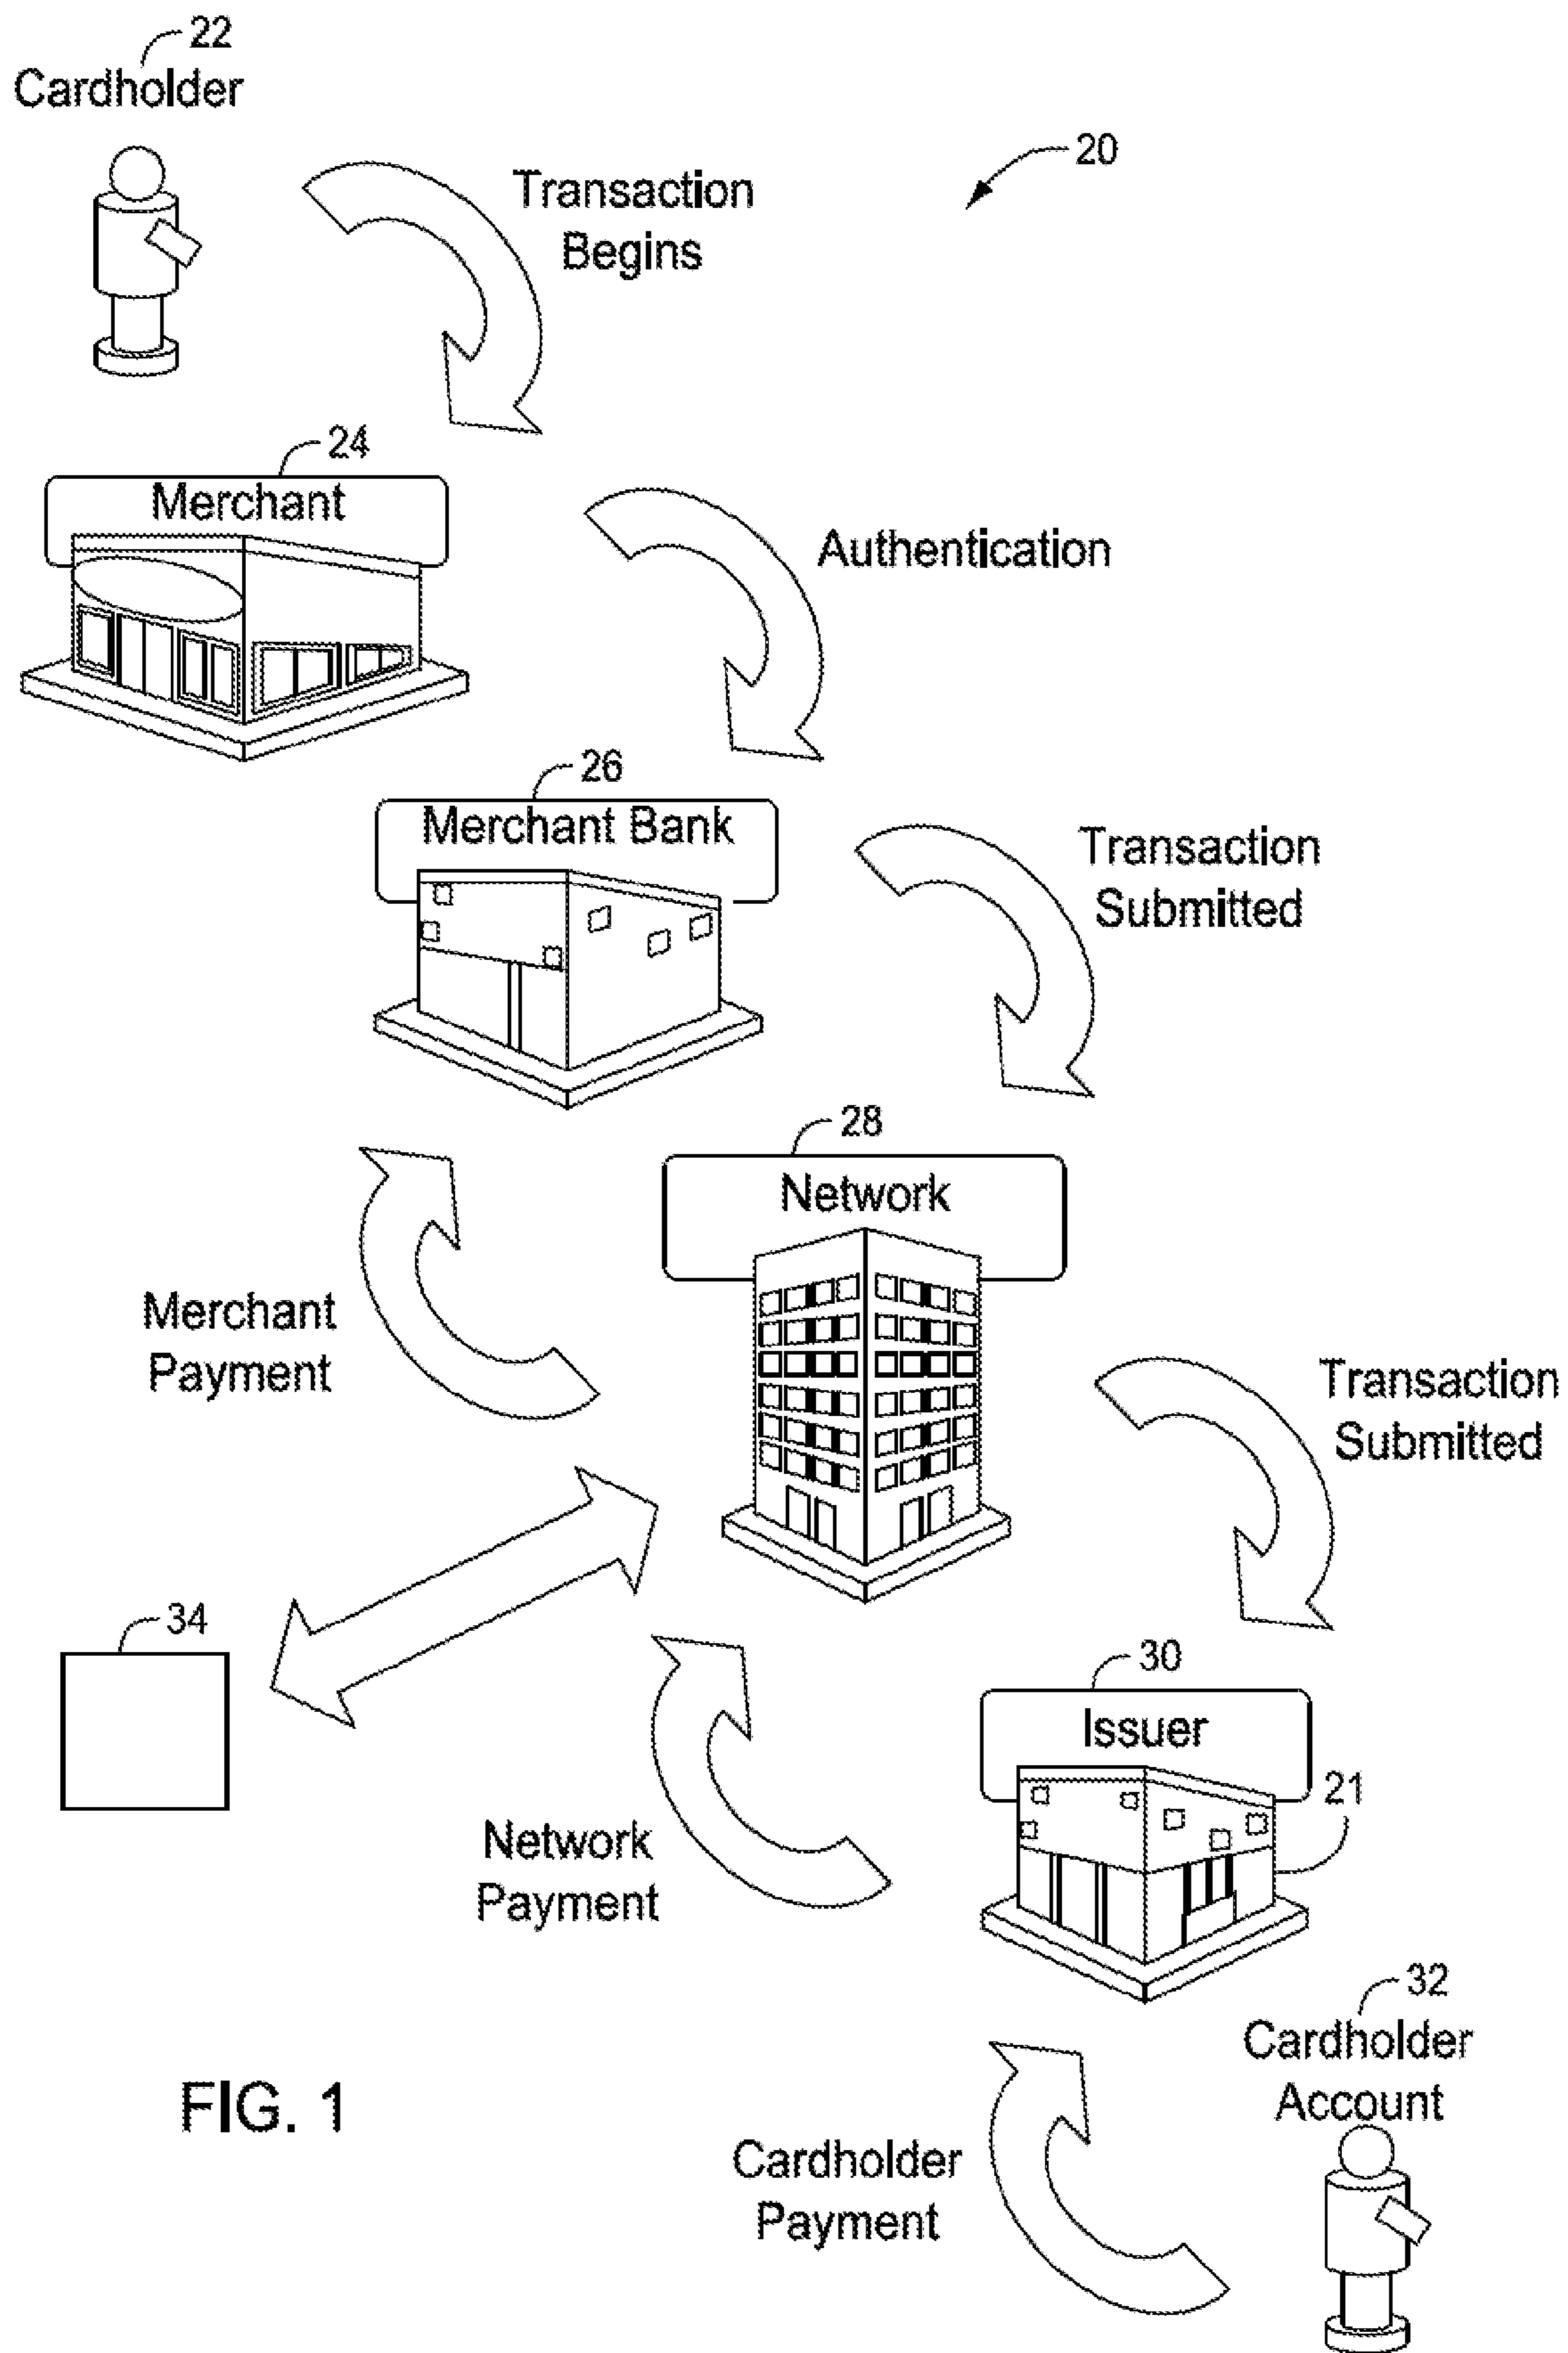 22
Cardholder
20
Transaction
Begins
24
Merchant
Authentication
26
Merchant Bank
Transaction
Submitted
28
Network
Merchant
Payment
Transaction
Submitted
34
30
Issuer
21
Network
Payment
32
Cardholder
Account
FIG. 1
Cardholder
Payment